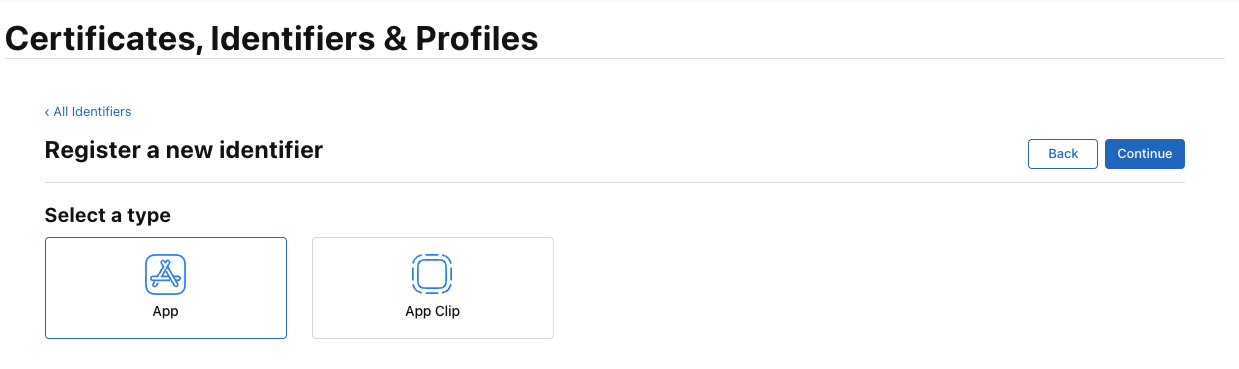 Certificates, Identifiers & Profiles
‹ All Identifiers
Register a new identifier
Back
Continue
Select a type
App
App Clip